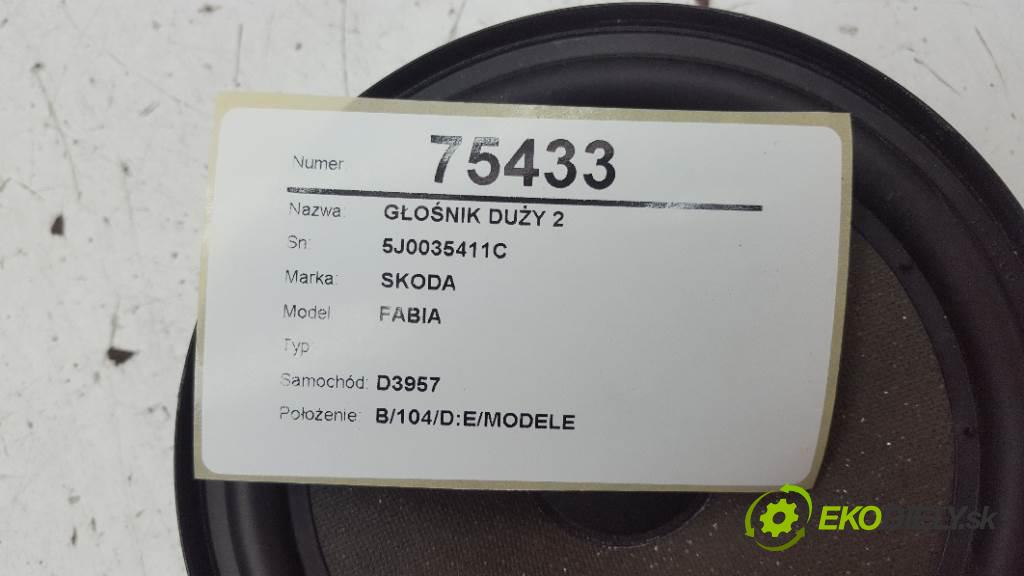 Numer 75433
Nazwa: GŁOŚNIK DUŻY 2
Sn: 5J0035411C
Marka: SKODA
Model FABIA
Typ
Samochód: D3957
Położenie: B/104/D:E/MODELE
EKOBIELY.sk